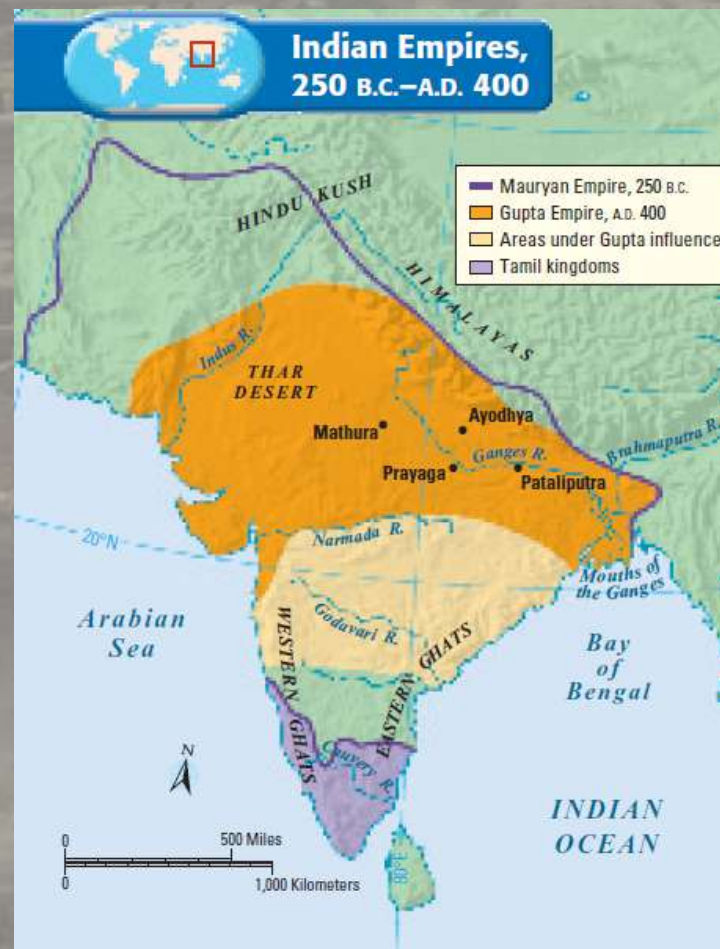 Indian Empires,
250 B.C.–A.D. 400
Mauryan Empire, 250 B.C.
Gupta Empire, A.D. 400
Areas under Gupta influence
Tamil kingdoms
HINDU KUSH
HIMALAYAS
Indus R.
THAR
DESERT
Mathura
Ayodhya
Ganges R.
Brahmaputra R.
Prayaga
Pataliputra
20°N
Narmada R.
Mouths of
the Ganges
Arabian
Sea
Godavari R.
WESTERN GHATS
EASTERN GHATS
Bay
of
Bengal
Cauvery R.
N
INDIAN
OCEAN
0 500 Miles
0 1,000 Kilometers
80°E